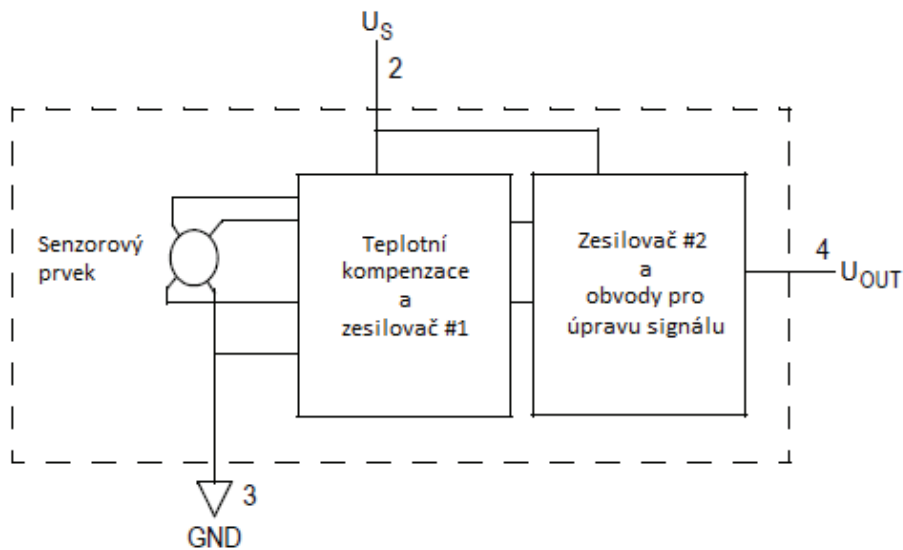 U_S
2
Senzorový
prvek
Teplotní
kompenzace
a
zesilovač #1
Zesilovač #2
a
obvody pro
úpravu signálu
4
U_OUT
3
GND